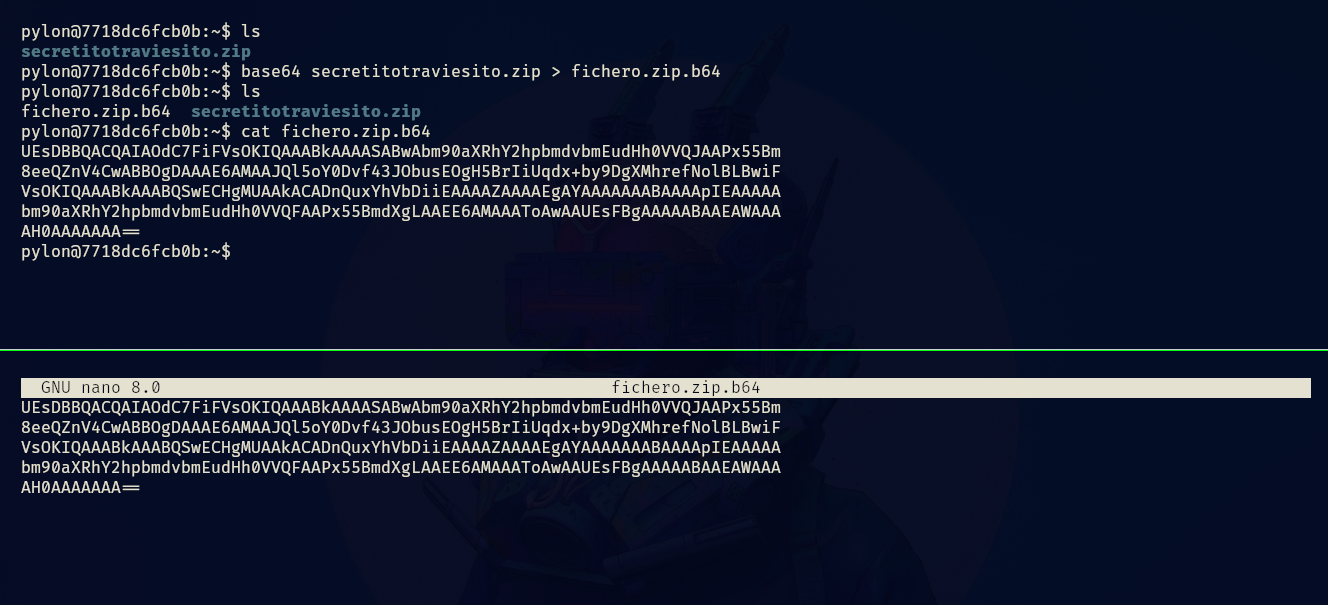 pylon@7718dc6fcb0b:~$ ls
secretitotraviesito.zip
pylon@7718dc6fcb0b:~$ base64 secretitotraviesito.zip > fichero.zip.b64
pylon@7718dc6fcb0b:~$ ls
fichero.zip.b64  secretitotraviesito.zip
pylon@7718dc6fcb0b:~$ cat fichero.zip.b64
UEsDBBQACQAIAOdC7FiFVsOKIQAAABkAAAASABwAbm90aXRhY2hpbmdvbmEudHh0VVQJAAPx55Bm
8eeQZnV4CwABBOgDAAAE6AMAAJQl5oY0Dvf43JObusEOgH5BrIiUqdx+by9DgXMhrefNolBLBwiF
VsOKIQAAABkAAABQSwECHgMUAAkACADnQuxYhVbDiiEAAAAZAAAAEgAYAAAAAAABAAAApIEAAAAA
bm90aXRhY2hpbmdvbmEudHh0VVQFAAPx55BmdXgLAAEE6AMAAAToAwAAUEsFBgAAAAABAAEAWAAA
AH0AAAAAAA==
pylon@7718dc6fcb0b:~$
GNU nano 8.0 fichero.zip.b64
UEsDBBQACQAIAOdC7FiFVsOKIQAAABkAAAASABwAbm90aXRhY2hpbmdvbmEudHh0VVQJAAPx55Bm
8eeQZnV4CwABBOgDAAAE6AMAAJQl5oY0Dvf43JObusEOgH5BrIiUqdx+by9DgXMhrefNolBLBwiF
VsOKIQAAABkAAABQSwECHgMUAAkACADnQuxYhVbDiiEAAAAZAAAAEgAYAAAAAAABAAAApIEAAAAA
bm90aXRhY2hpbmdvbmEudHh0VVQFAAPx55BmdXgLAAEE6AMAAAToAwAAUEsFBgAAAAABAAEAWAAA
AH0AAAAAAA==